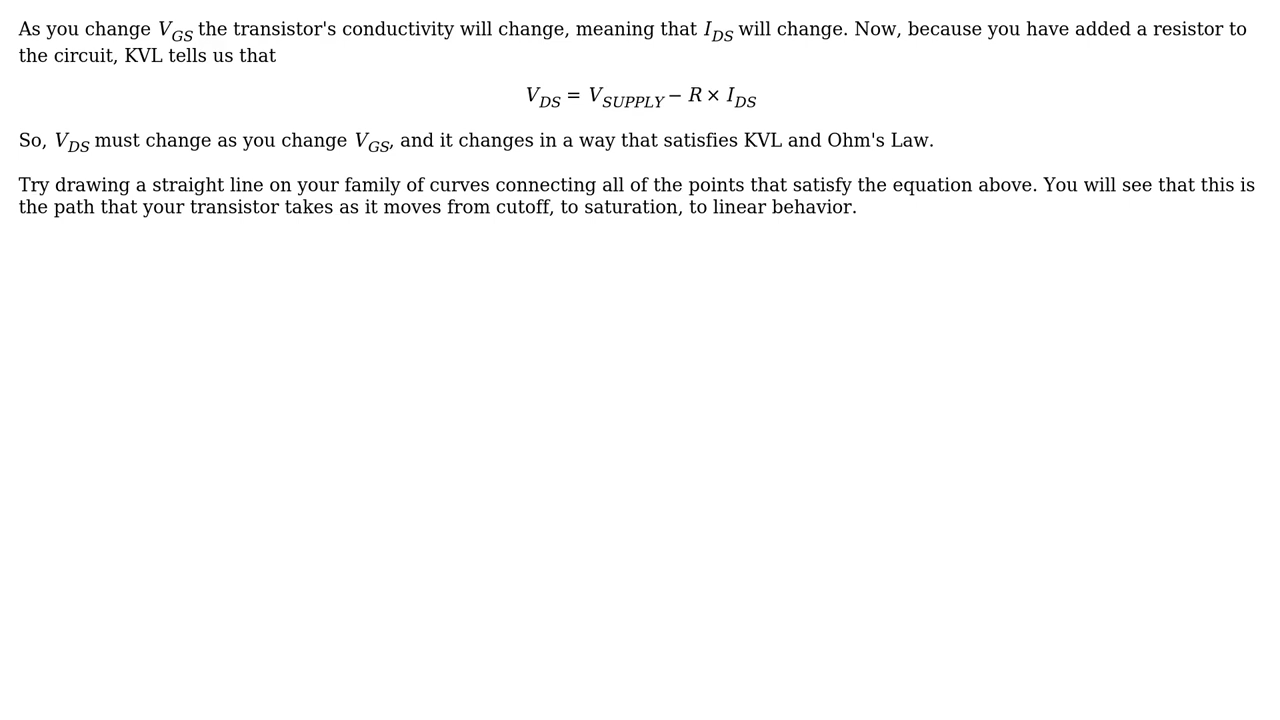 As you change V_GS the transistor's conductivity will change, meaning that I_DS will change. Now, because you have added a resistor to
the circuit, KVL tells us that
V_DS = V_SUPPLY − R × I_DS
So, V_DS must change as you change V_GS, and it changes in a way that satisfies KVL and Ohm's Law.
Try drawing a straight line on your family of curves connecting all of the points that satisfy the equation above. You will see that this is
the path that your transistor takes as it moves from cutoff, to saturation, to linear behavior.